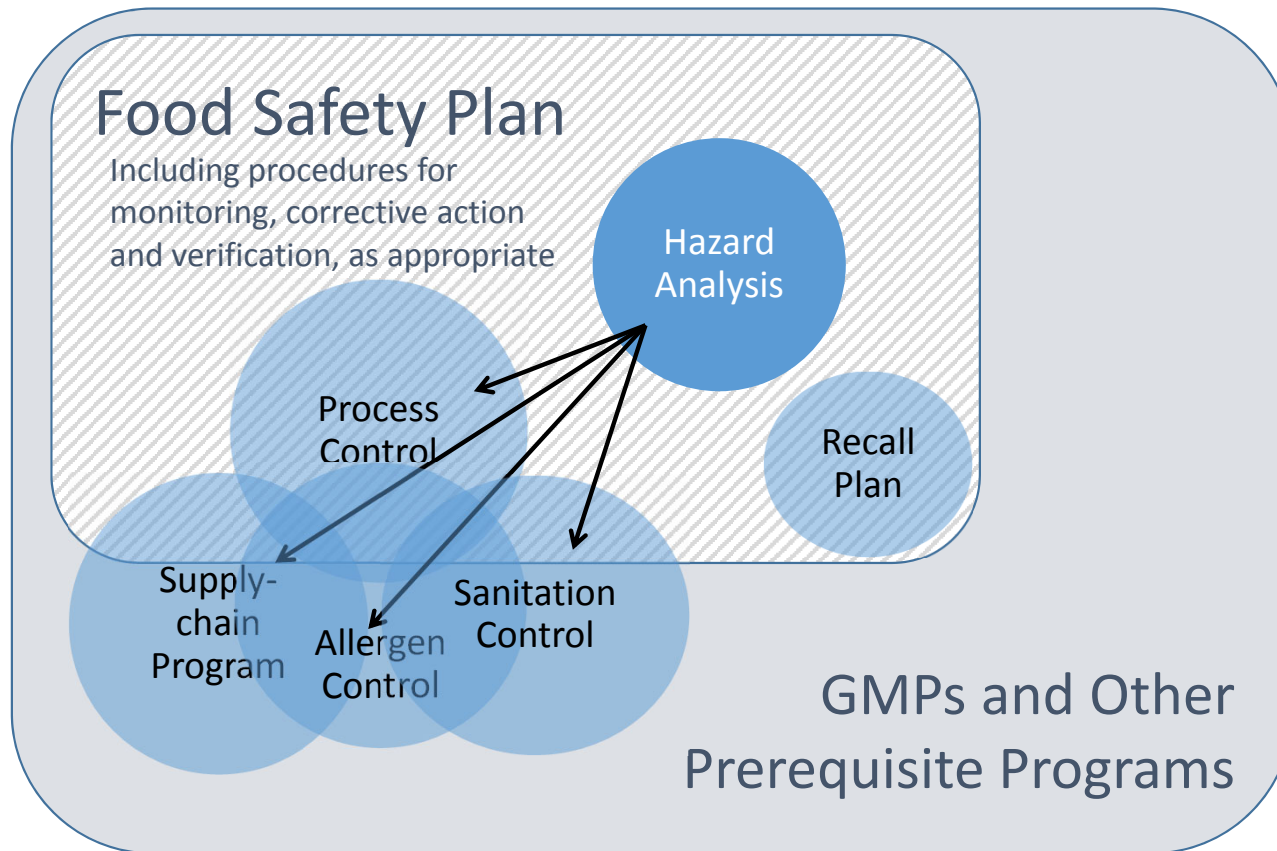 Food Safety Plan
Including procedures for
monitoring, corrective action
and verification, as appropriate
Hazard
Analysis
Process
Control
Recall
Plan
Supply-
chain
Program
Allergen
Control
Sanitation
Control
GMPs and Other
Prerequisite Programs